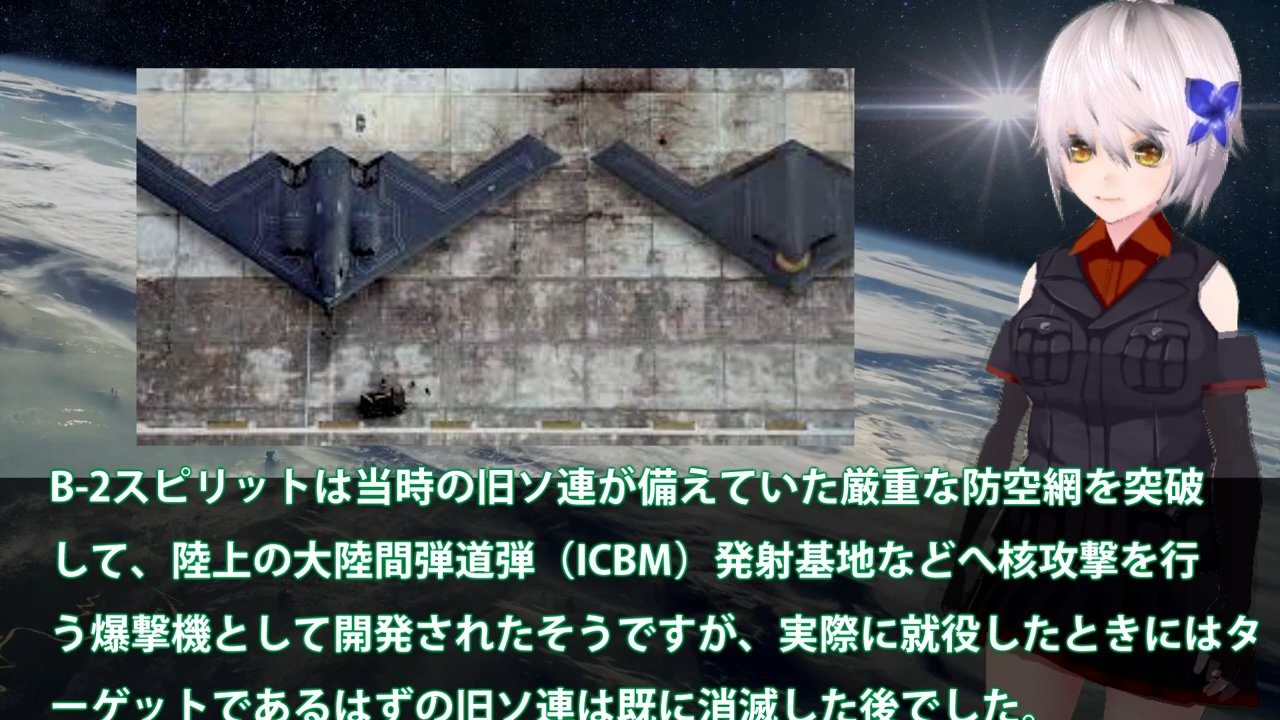 B-2スピリットは当時の旧ソ連が備えていた厳重な防空網を突破
して、陸上の大陸間弾道弾（ICBM）発射基地などへ核攻撃を行
う爆撃機として開発されたそうですが、実際に就役したときにはタ
ーゲットであるはずの旧ソ連は既に消滅した後でした。